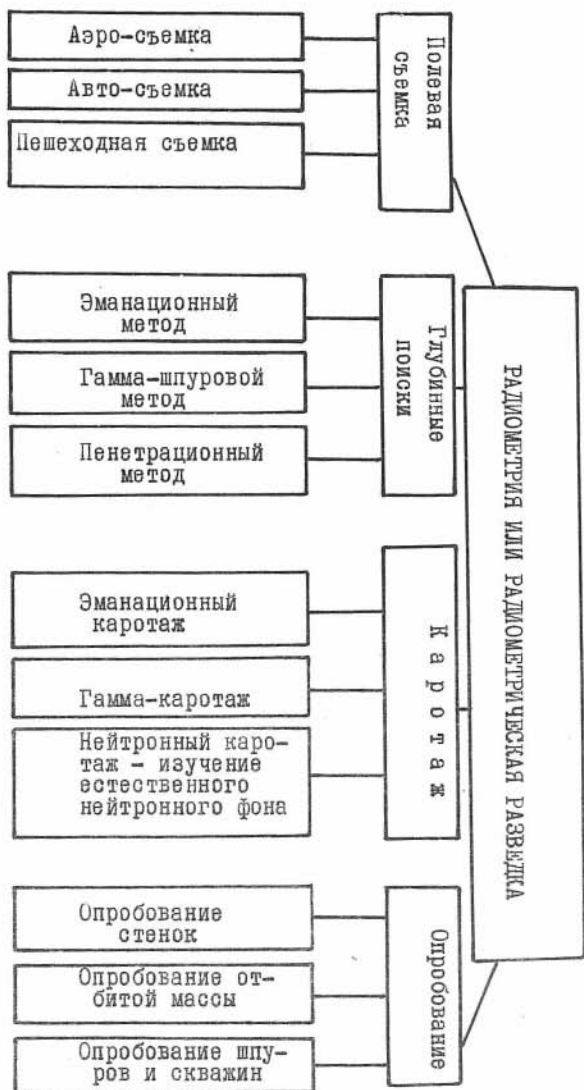 Аэро-съемка
Авто-съемка
Пешеходная съемка
Полевая
съемка
Эманационный
метод
Гамма-шпуровой
метод
Пенетрационный
метод
Глубинные
поиски
Эманационный
каротаж
Гамма-каротаж
Нейтронный каро-
таж - изучение
естественного
нейтронного фона
Каротаж
Опробование
стенок
Опробование от-
битой массы
Опробование шпу-
ров и скважин
Опробование
РАДИОМЕТРИЯ ИЛИ РАДИОМЕТРИЧЕСКАЯ РАЗВЕДКА